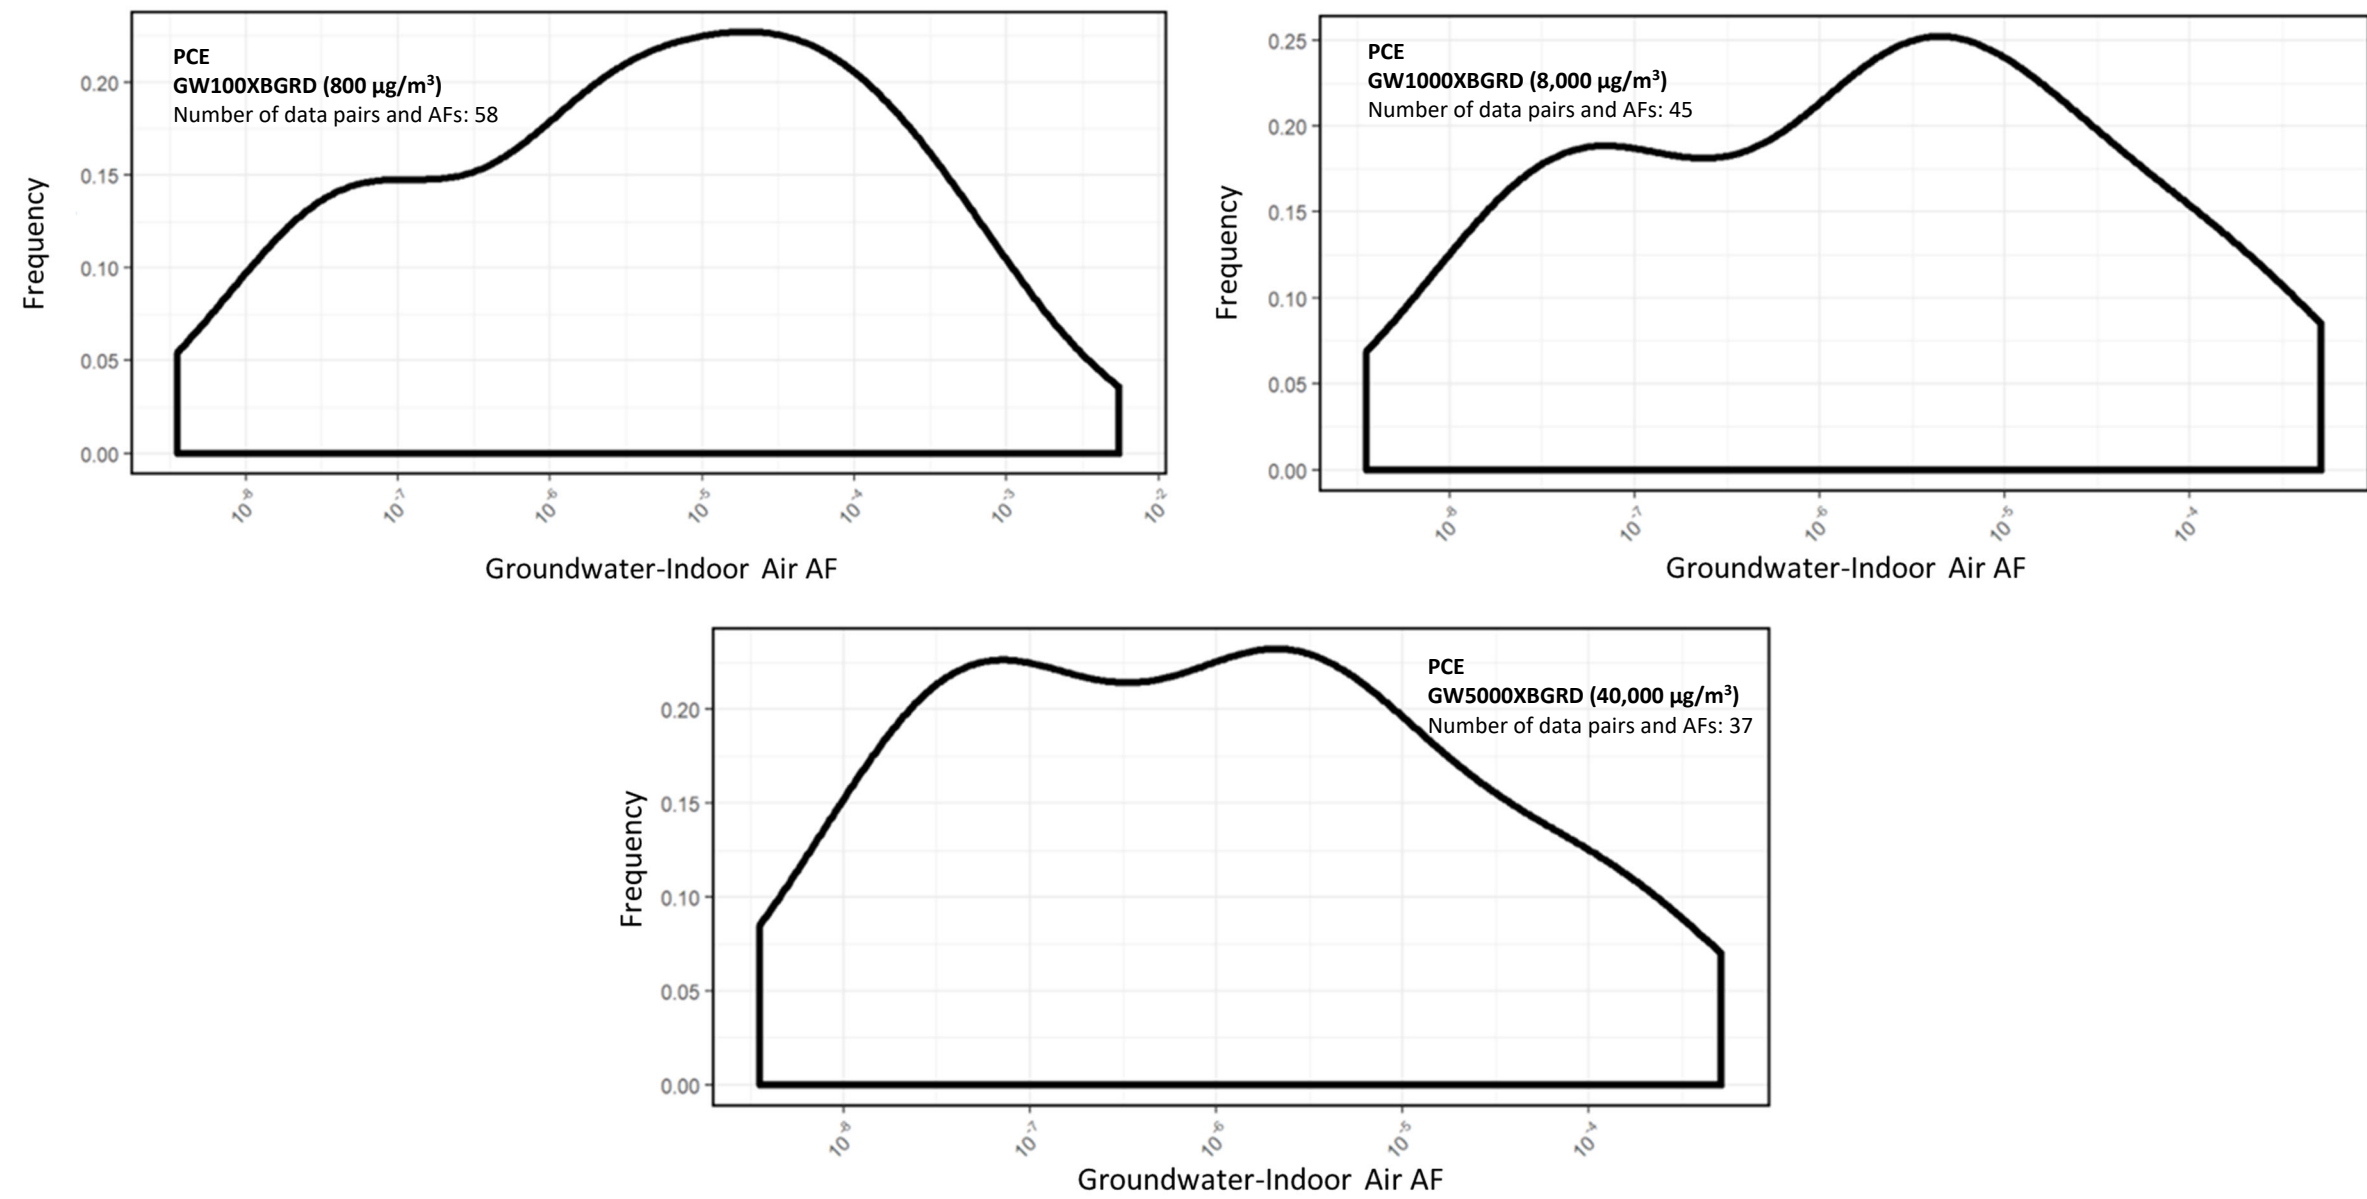 PCE
GW100XBGRD (800 µg/m³)
Number of data pairs and AFs: 58
Frequency
0.20
0.15
0.10
0.05
0.00
10⁻⁸ 10⁻⁷ 10⁻⁶ 10⁻⁵ 10⁻⁴ 10⁻³ 10⁻²
Groundwater-Indoor Air AF
PCE
GW1000XBGRD (8,000 µg/m³)
Number of data pairs and AFs: 45
Frequency
0.25
0.20
0.15
0.10
0.05
0.00
10⁻⁸ 10⁻⁷ 10⁻⁶ 10⁻⁵ 10⁻⁴
Groundwater-Indoor Air AF
PCE
GW5000XBGRD (40,000 µg/m³)
Number of data pairs and AFs: 37
Frequency
0.20
0.15
0.10
0.05
0.00
10⁻⁸ 10⁻⁷ 10⁻⁶ 10⁻⁵ 10⁻⁴
Groundwater-Indoor Air AF